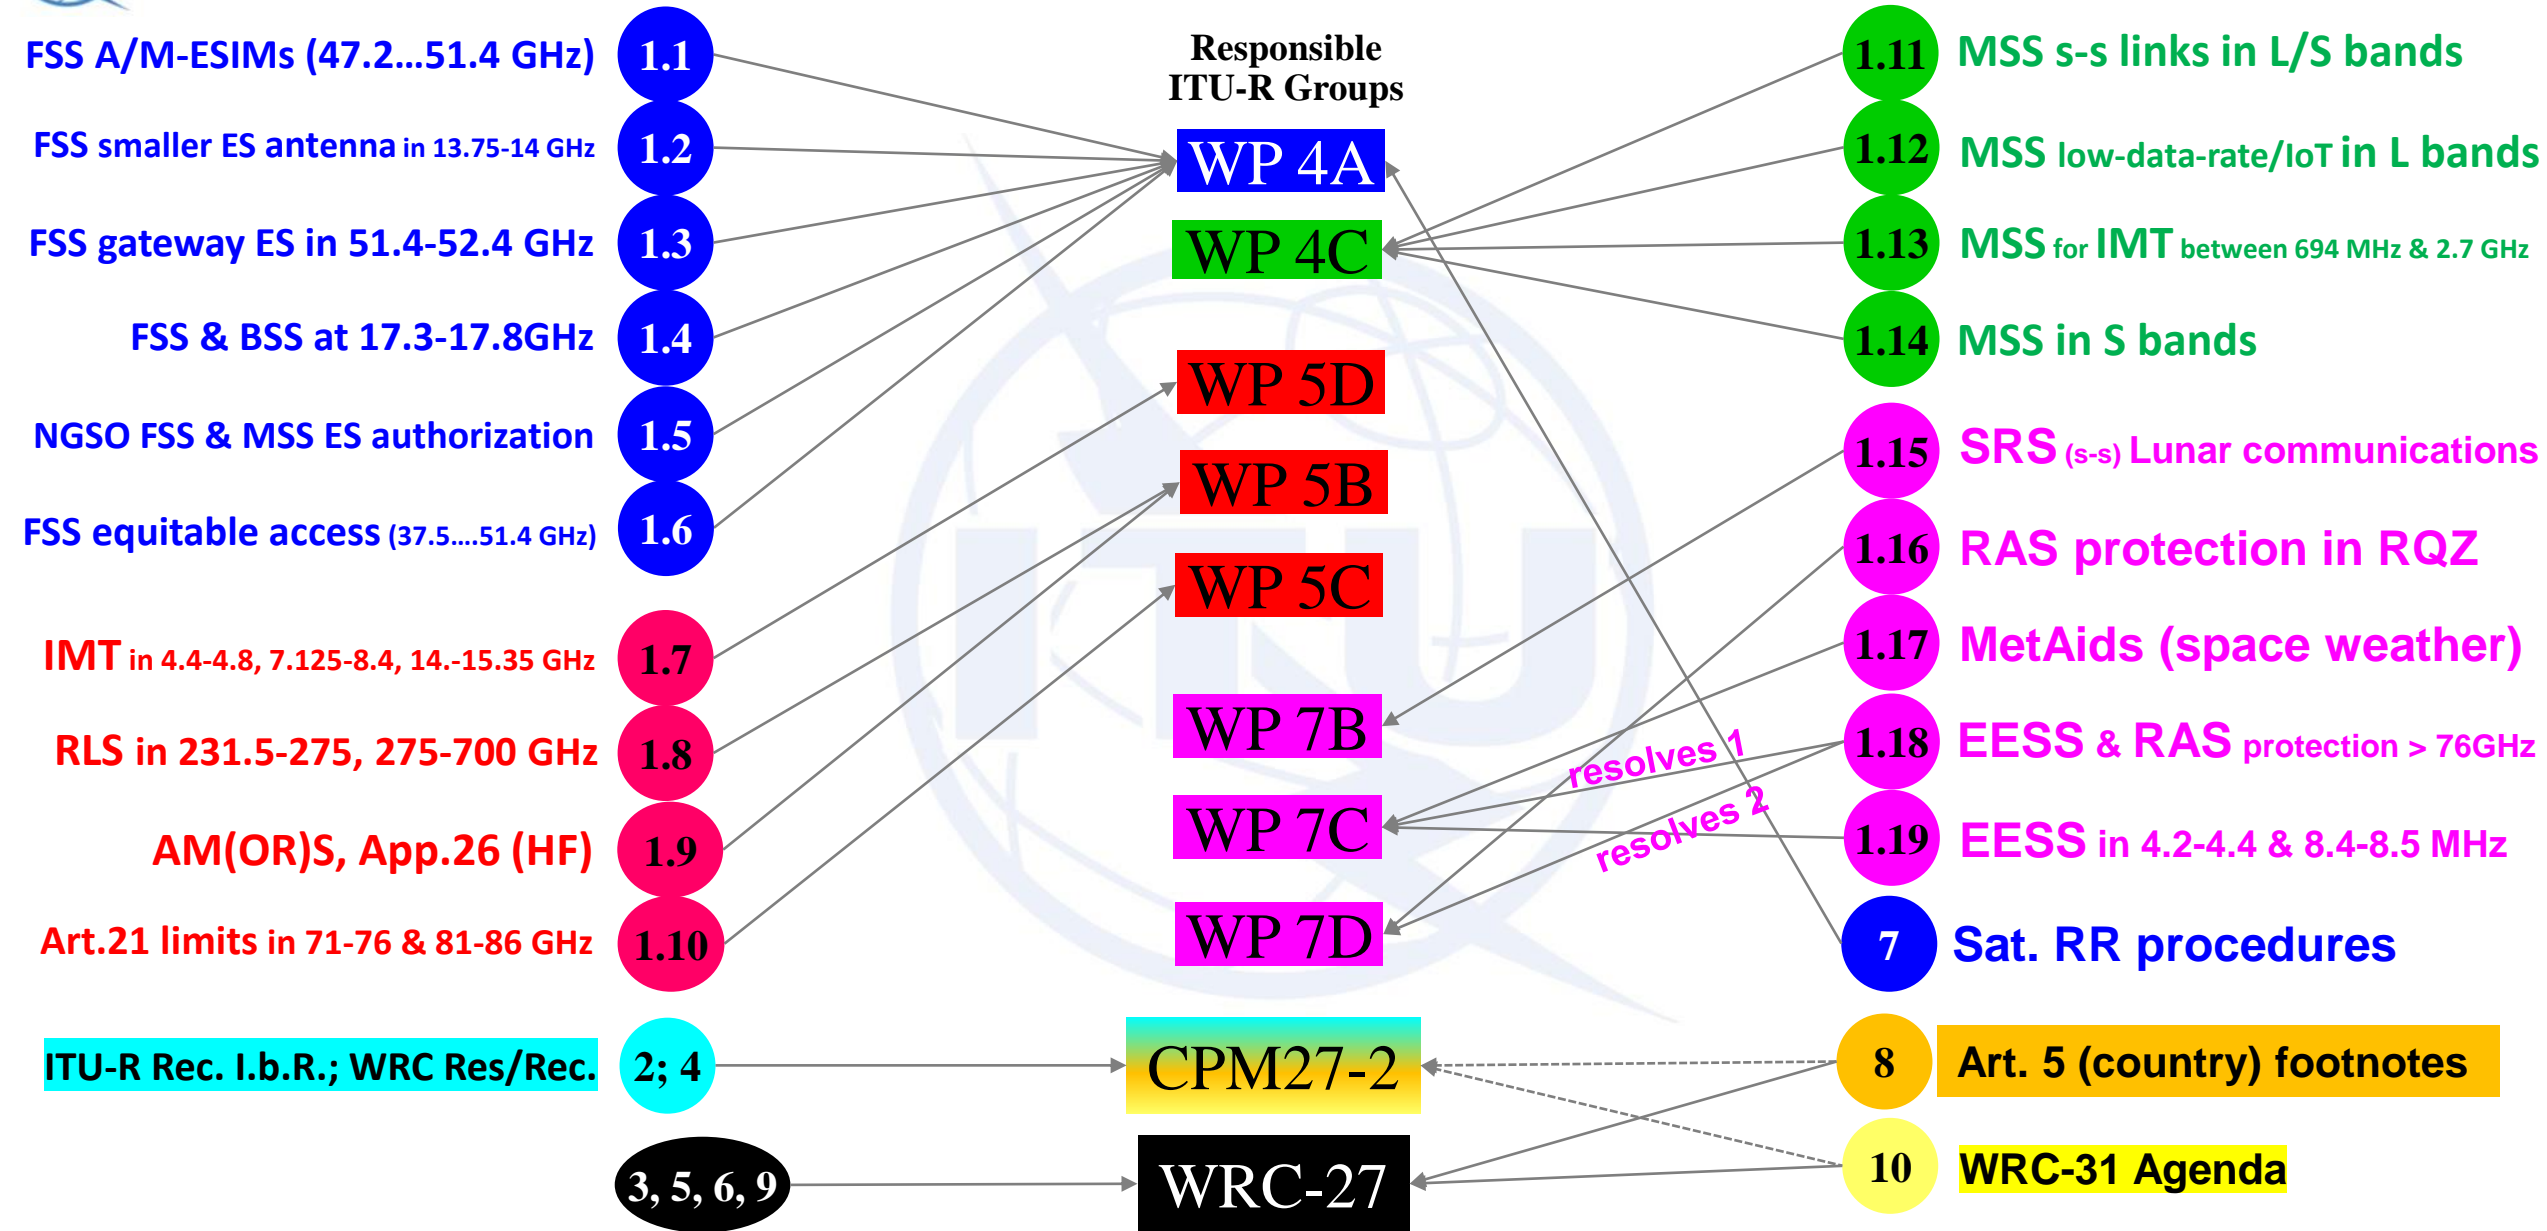 FSS A/M-ESIMs (47.2...51.4 GHz) 1.1
FSS smaller ES antenna in 13.75-14 GHz 1.2
FSS gateway ES in 51.4-52.4 GHz 1.3
FSS & BSS at 17.3-17.8GHz 1.4
NGSO FSS & MSS ES authorization 1.5
FSS equitable access (37.5....51.4 GHz) 1.6
IMT in 4.4-4.8, 7.125-8.4, 14.-15.35 GHz 1.7
RLS in 231.5-275, 275-700 GHz 1.8
AM(OR)S, App.26 (HF) 1.9
Art.21 limits in 71-76 & 81-86 GHz 1.10
ITU-R Rec. I.b.R.; WRC Res/Rec. 2; 4
3, 5, 6, 9
Responsible
ITU-R Groups
WP 4A
WP 4C
WP 5D
WP 5B
WP 5C
WP 7B
WP 7C
WP 7D
CPM27-2
WRC-27
ITU
resolves 1
resolves 2
1.11 MSS s-s links in L/S bands
1.12 MSS low-data-rate/IoT in L bands
1.13 MSS for IMT between 694 MHz & 2.7 GHz
1.14 MSS in S bands
1.15 SRS (s-s) Lunar communications
1.16 RAS protection in RQZ
1.17 MetAids (space weather)
1.18 EESS & RAS protection > 76GHz
1.19 EESS in 4.2-4.4 & 8.4-8.5 MHz
7 Sat. RR procedures
8 Art. 5 (country) footnotes
10 WRC-31 Agenda